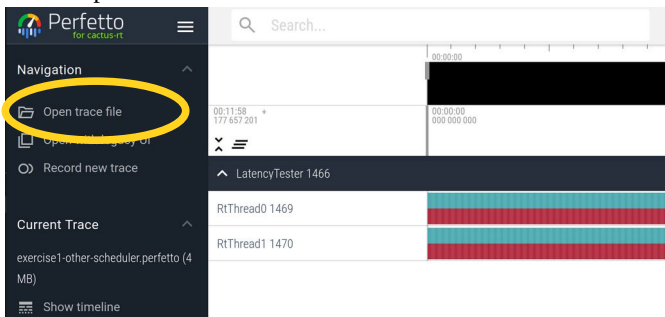 Perfetto
for cactus-rt
Search...
Navigation
Open trace file
Record new trace
Current Trace
exercise1-other-scheduler.perfetto (4
MB)
Show timeline
00:00:00
00:11:58 +
177 657 201
00:00:00
000 000 000
LatencyTester 1466
RtThread0 1469
RtThread1 1470